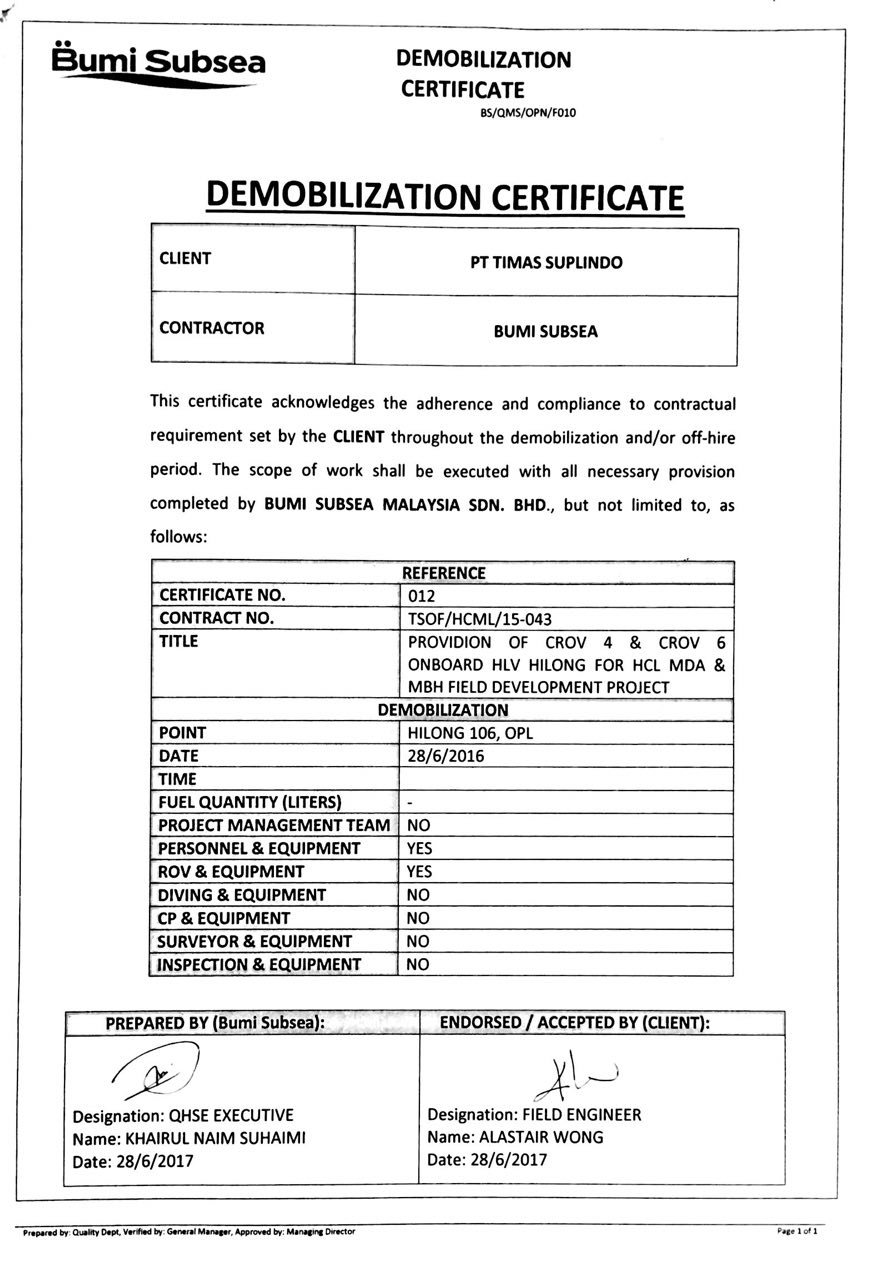 Bumi Subsea
DEMOBILIZATION
CERTIFICATE
BS/QMS/OPN/F010
DEMOBILIZATION CERTIFICATE
CLIENT PT TIMAS SUPLINDO
CONTRACTOR BUMI SUBSEA
This certificate acknowledges the adherence and compliance to contractual
requirement set by the CLIENT throughout the demobilization and/or off-hire
period. The scope of work shall be executed with all necessary provision
completed by BUMI SUBSEA MALAYSIA SDN. BHD., but not limited to, as
follows:
REFERENCE
CERTIFICATE NO. 012
CONTRACT NO. TSOF/HCML/15-043
TITLE PROVIDION OF CROV 4 & CROV 6
ONBOARD HLV HILONG FOR HCL MDA &
MBH FIELD DEVELOPMENT PROJECT
DEMOBILIZATION
POINT HILONG 106, OPL
DATE 28/6/2016
TIME
FUEL QUANTITY (LITERS) -
PROJECT MANAGEMENT TEAM NO
PERSONNEL & EQUIPMENT YES
ROV & EQUIPMENT YES
DIVING & EQUIPMENT NO
CP & EQUIPMENT NO
SURVEYOR & EQUIPMENT NO
INSPECTION & EQUIPMENT NO
PREPARED BY (Bumi Subsea): ENDORSED / ACCEPTED BY (CLIENT):
Designation: QHSE EXECUTIVE Designation: FIELD ENGINEER
Name: KHAIRUL NAIM SUHAIMI Name: ALASTAIR WONG
Date: 28/6/2017 Date: 28/6/2017
Prepared by: Quality Dept, Verified by: General Manager, Approved by: Managing Director Page 1 of 1